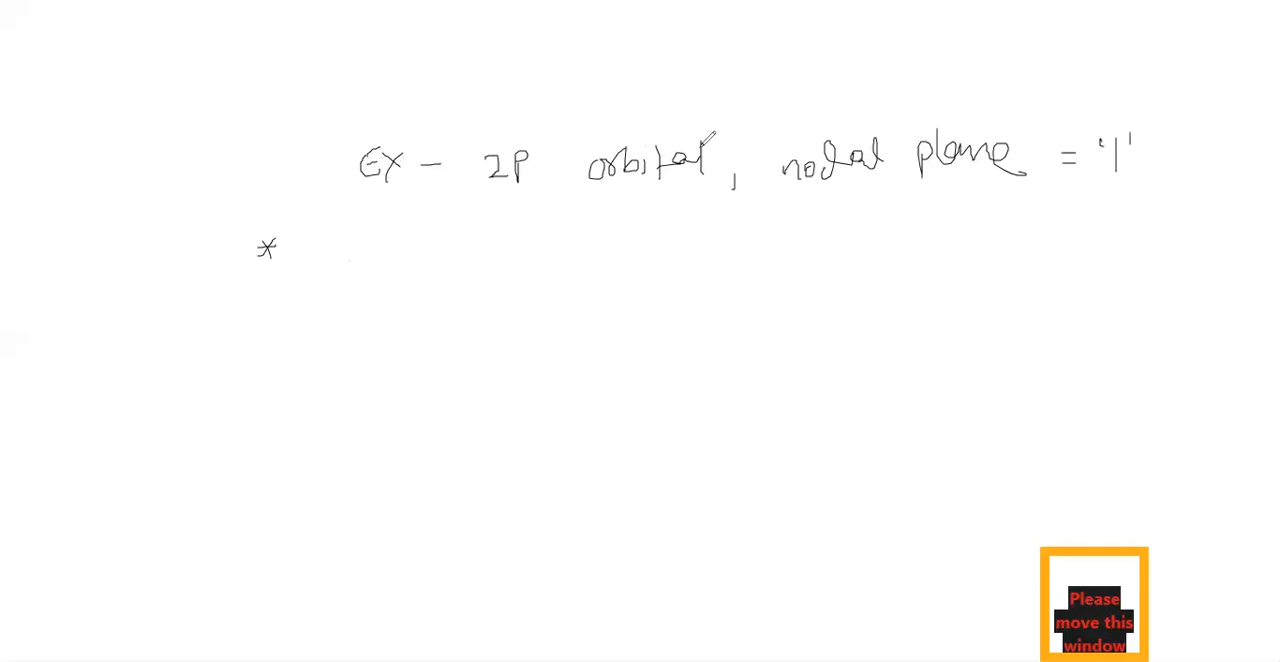 EX - 2P orbital, nodal plane = '1'
*
Please
move this
window